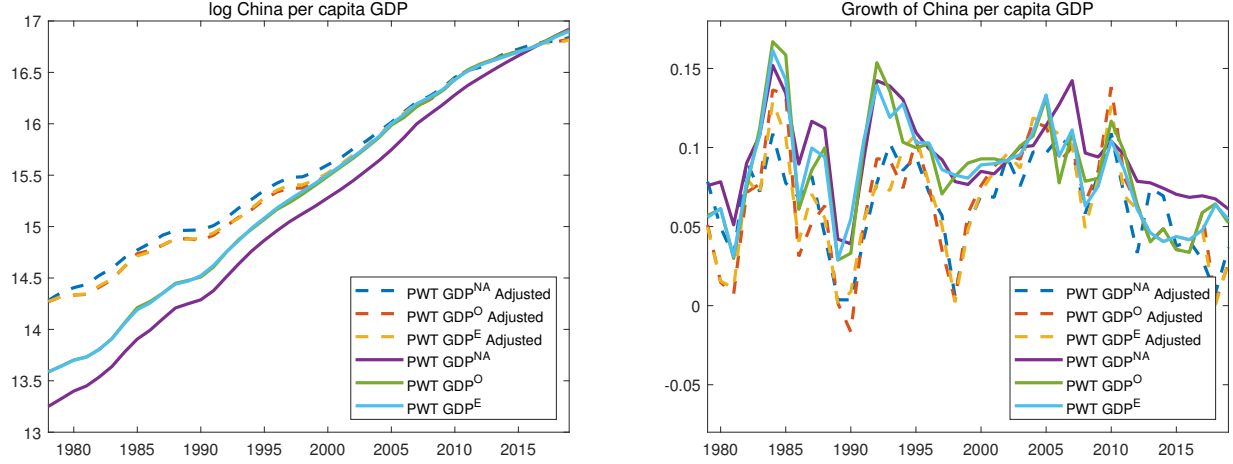 log China per capita GDP
17
16.5
16
15.5
15
14.5
14
13.5
13
1980
1985
1990
1995
2000
2005
2010
2015
PWT GDP^NA Adjusted
PWT GDP^O Adjusted
PWT GDP^E Adjusted
PWT GDP^NA
PWT GDP^O
PWT GDP^E
Growth of China per capita GDP
0.15
0.1
0.05
0
-0.05
1980
1985
1990
1995
2000
2005
2010
2015
PWT GDP^NA Adjusted
PWT GDP^O Adjusted
PWT GDP^E Adjusted
PWT GDP^NA
PWT GDP^O
PWT GDP^E